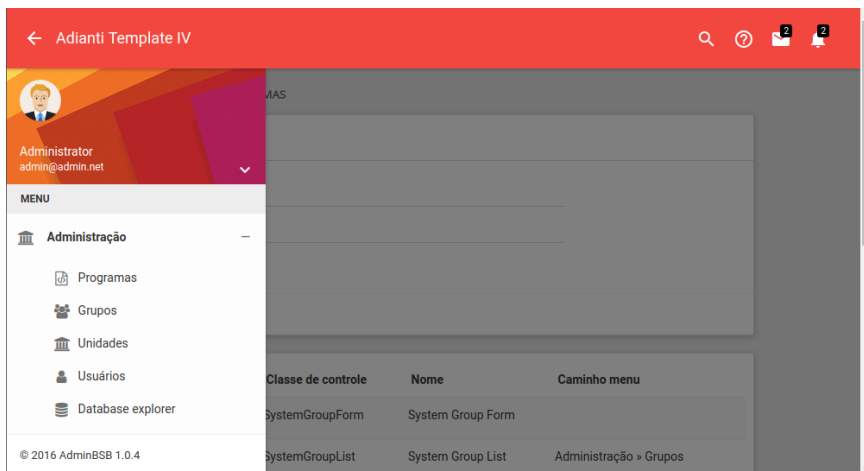 Adianti Template IV
2
2
MAS
Administrator
admin@admin.net
MENU
Administração
Programas
Grupos
Unidades
Usuários
Database explorer
© 2016 AdminBSB 1.0.4
Classe de controle Nome Caminho menu
SystemGroupForm System Group Form
SystemGroupList System Group List Administração » Grupos